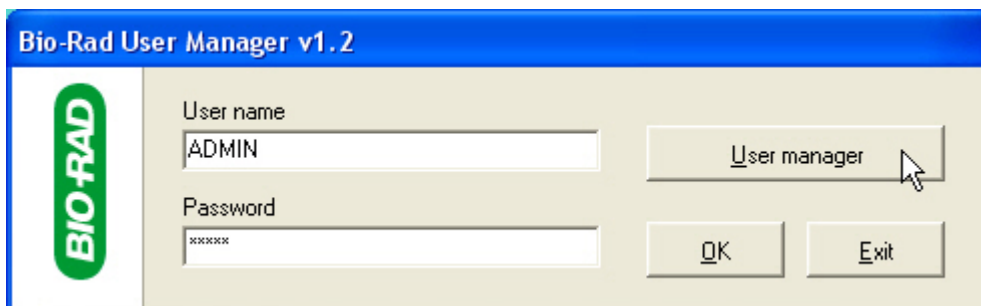 Bio-Rad User Manager v1.2
BIO-RAD
User name
ADMIN
User manager
Password
*****
OK
Exit